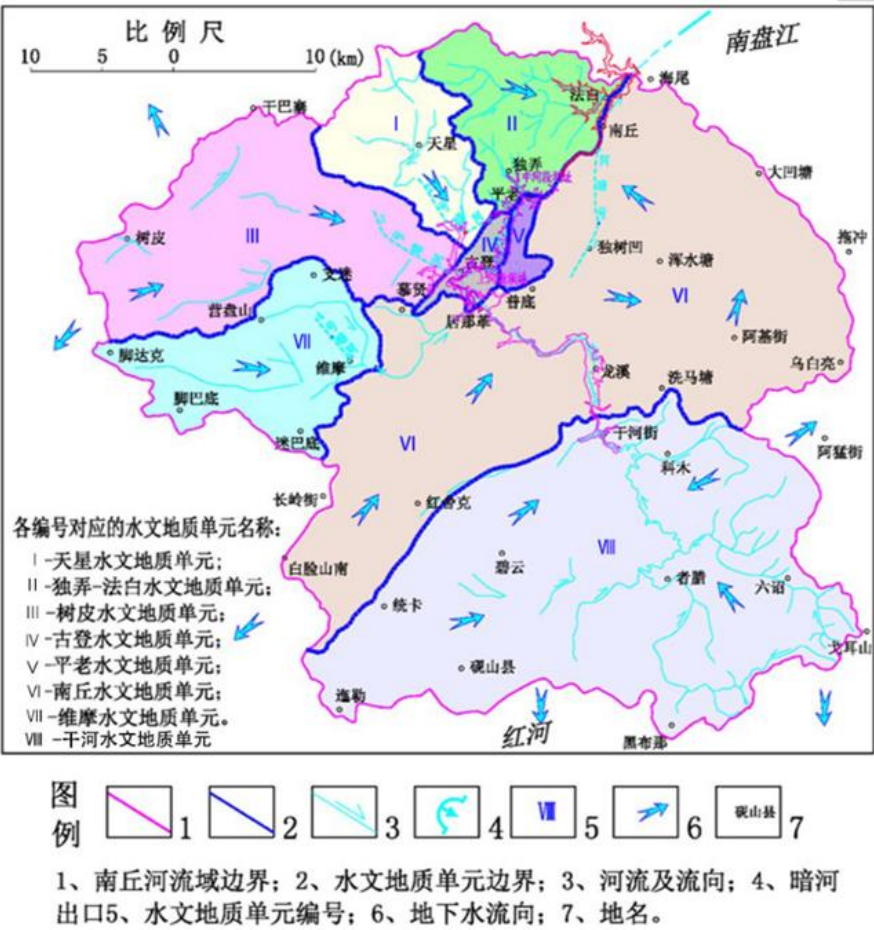 比 例 尺
10 5 0 10 (km)
南盘江
海尾
法白
南丘
干巴寨
天星
大凹塘
独弄
平老
树皮
独树凹
浑水塘
拖冲
古登
文迷
慕贤
普底
营盘山
居那革
阿基街
脚达克
维摩
龙溪
洗马塘
乌白亮
脚巴底
迷巴底
干河街
阿猛街
科木
长岭街
红舍克
白脸山南
碧云
者腊
六诏
统卡
戈耳山
砚山县
迤勒
红河
黑布那
I
II
III
IV
V
VI
VII
VI
VIII
各编号对应的水文地质单元名称:
I-天星水文地质单元;
II-独弄-法白水文地质单元;
III-树皮水文地质单元;
IV-古登水文地质单元;
V-平老水文地质单元;
VI-南丘水文地质单元;
VII-维摩水文地质单元。
VIII-干河水文地质单元
图例
1 2 3 4 VIII 5 6 砚山县 7
1、南丘河流域边界；2、水文地质单元边界；3、河流及流向；4、暗河
出口5、水文地质单元编号；6、地下水流向；7、地名。